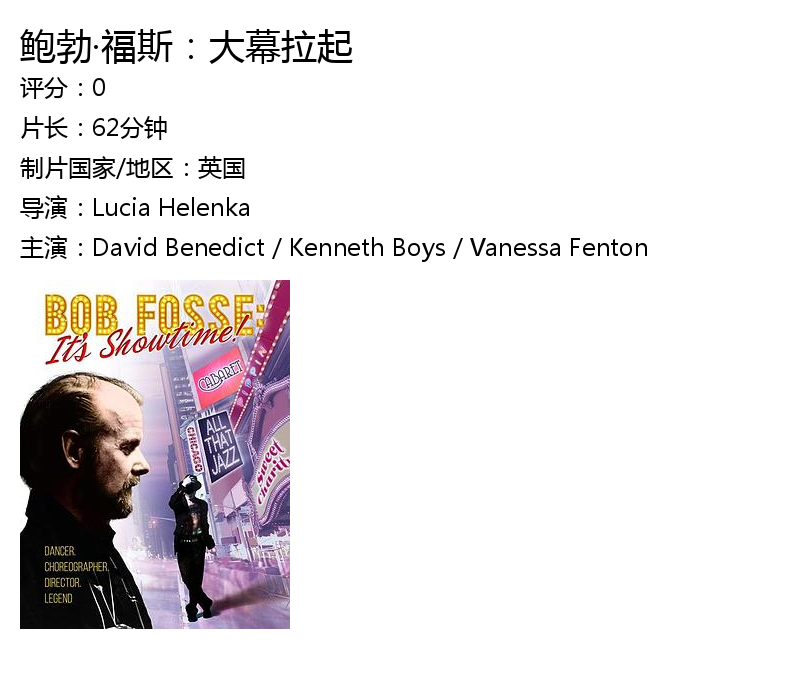 鲍勃·福斯：大幕拉起
评分：0
片长：62分钟
制片国家/地区：英国
导演：Lucia Helenka
主演：David Benedict / Kenneth Boys / Vanessa Fenton
BOB FOSSE:
It's Showtime!
CABARET
PIPPIN
ALL
THAT
JAZZ
CHICAGO
Sweet
Charity
DANCER.
CHOREOGRAPHER.
DIRECTOR.
LEGEND